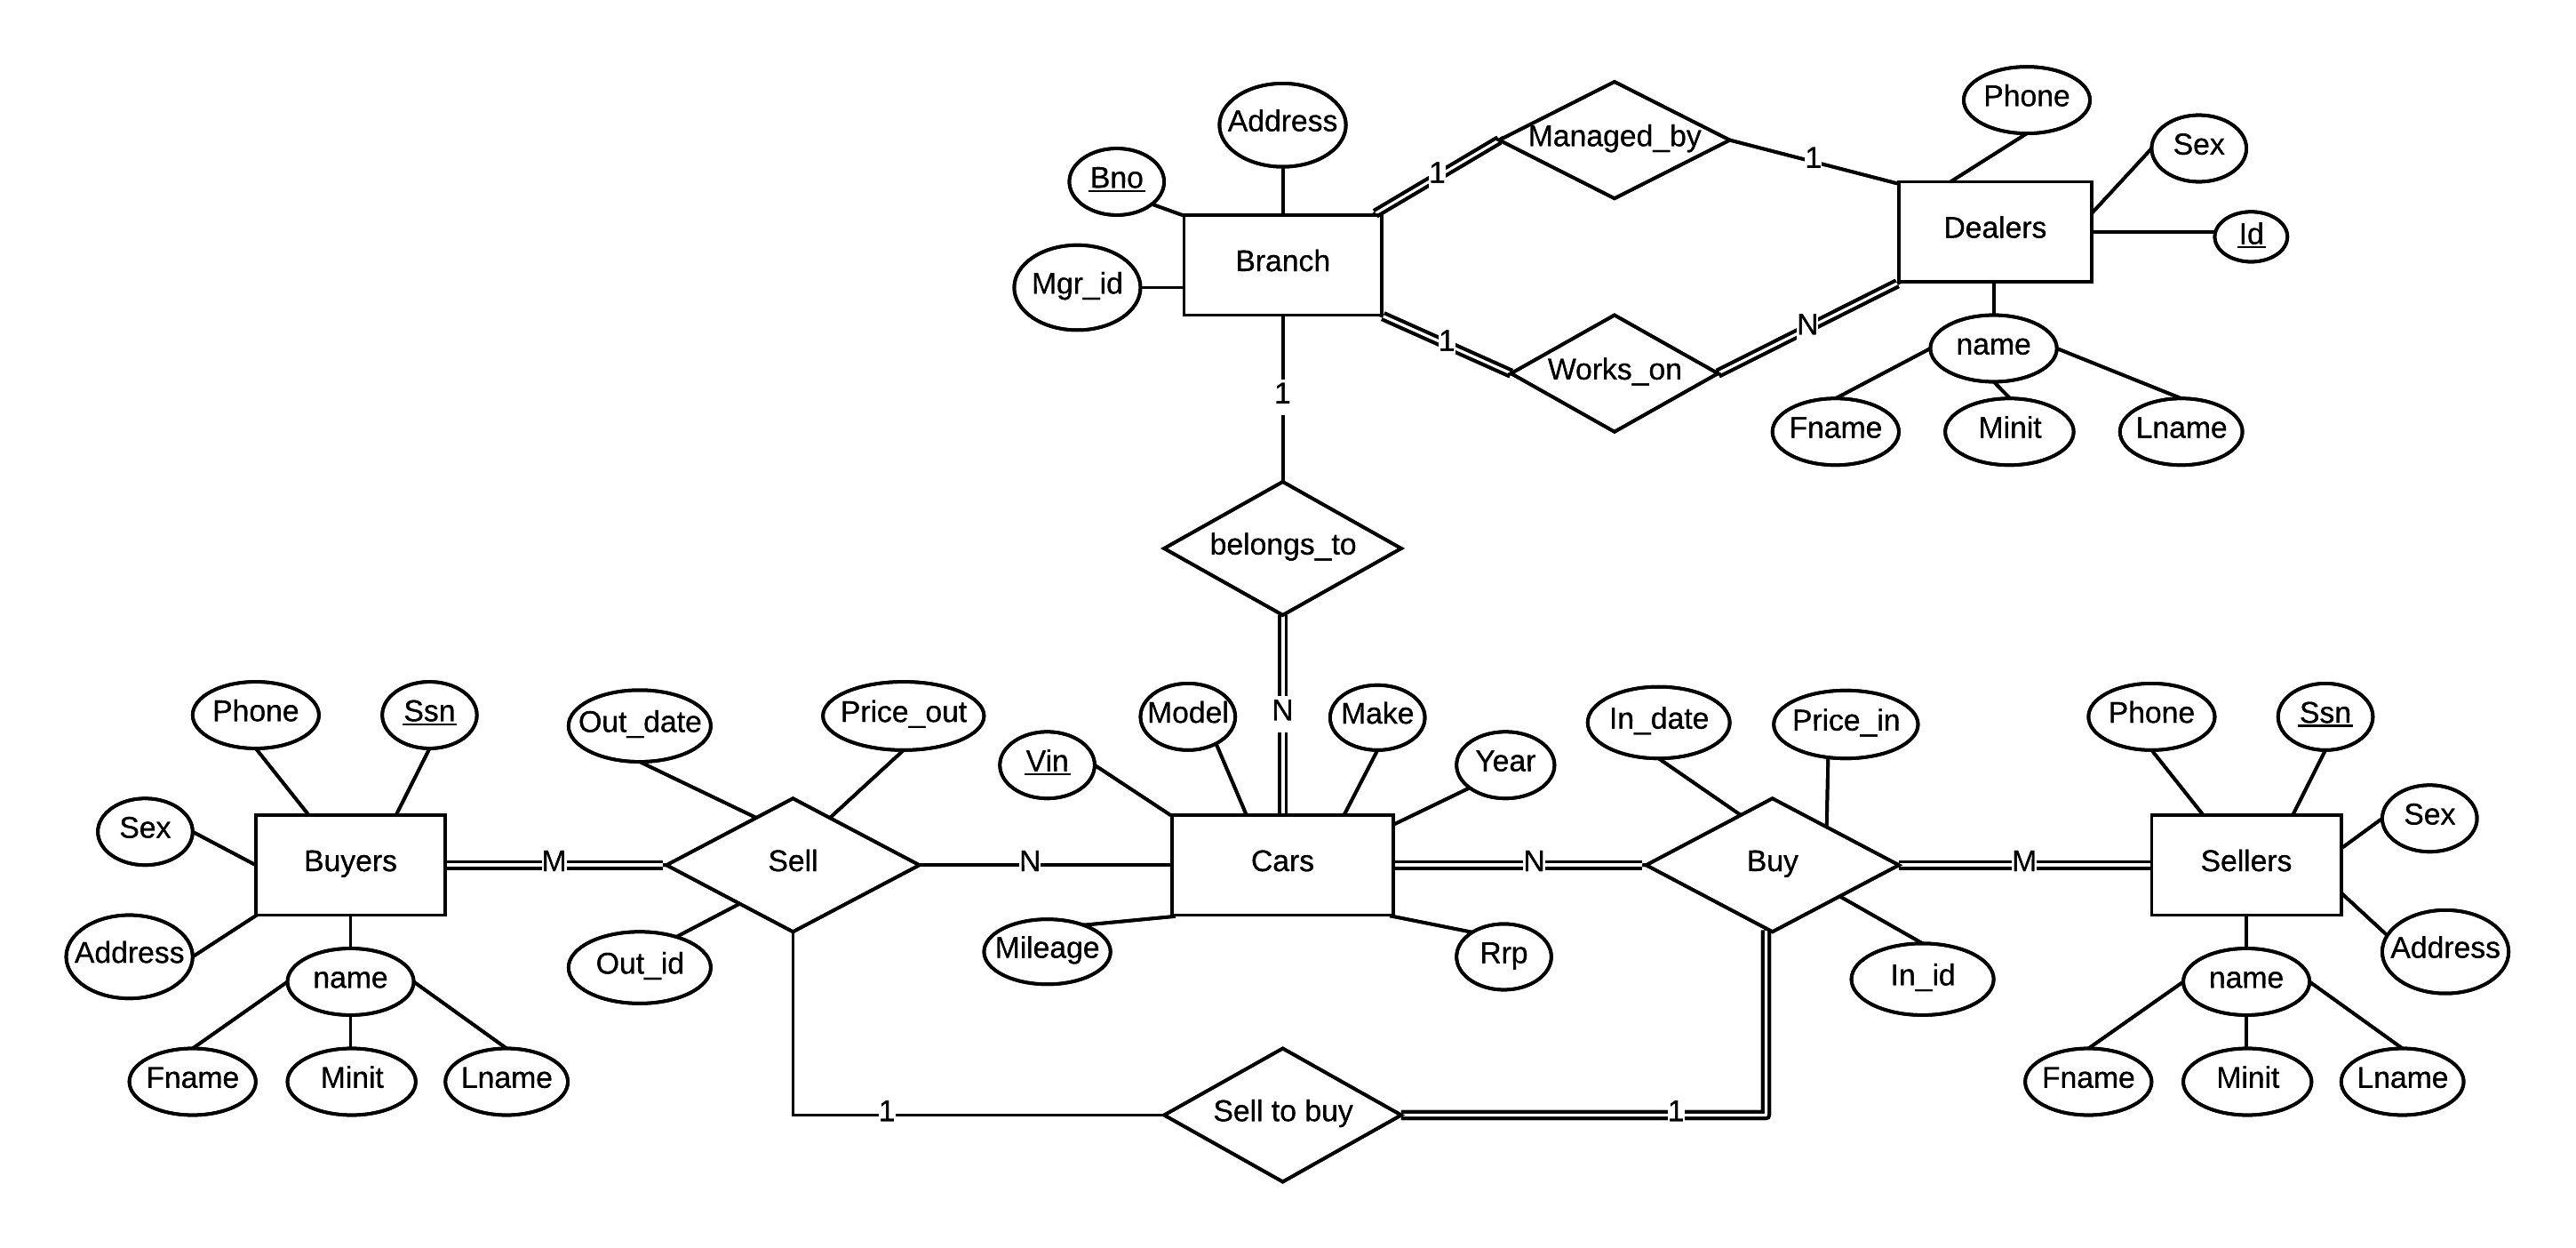 Phone
Address
Managed_by
Sex
1
1
Bno
Dealers
Id
Branch
Mgr_id
1
N
name
Works_on
1
Fname
Minit
Lname
belongs_to
Phone
Ssn
Out_date
Price_out
Model
N
Make
In_date
Price_in
Phone
Ssn
Vin
Year
Sex
Sex
Buyers
M
Sell
N
Cars
N
Buy
M
Sellers
Address
Mileage
Rrp
Address
name
Out_id
In_id
name
Fname
Minit
Lname
Fname
Minit
Lname
1
Sell to buy
1